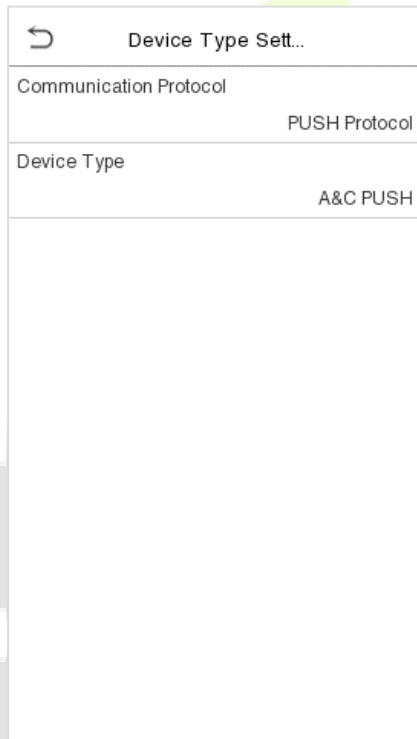 Device Type Sett...
Communication Protocol
PUSH Protocol
Device Type
A&C PUSH